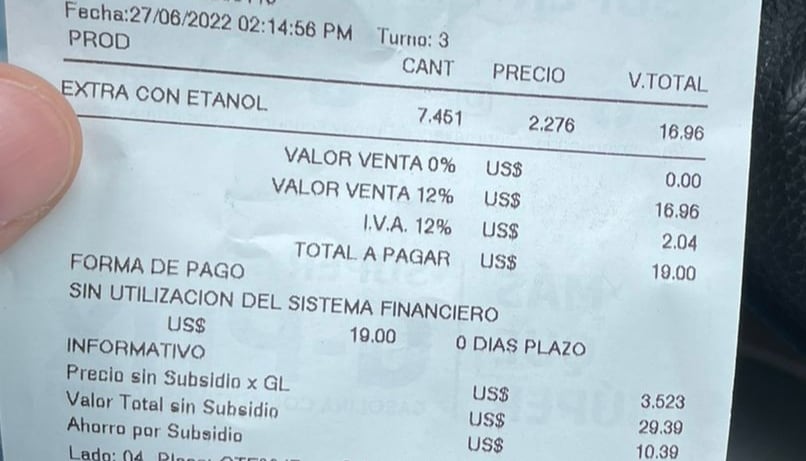 Fecha:27/06/2022 02:14:56 PM Turno: 3
PROD CANT PRECIO V.TOTAL
EXTRA CON ETANOL 7.451 2.276 16.96
VALOR VENTA 0% US$ 0.00
VALOR VENTA 12% US$ 16.96
I.V.A. 12% US$ 2.04
TOTAL A PAGAR US$ 19.00
FORMA DE PAGO
SIN UTILIZACION DEL SISTEMA FINANCIERO
US$ 19.00 0 DIAS PLAZO
INFORMATIVO
Precio sin Subsidio x GL US$ 3.523
Valor Total sin Subsidio US$ 29.39
Ahorro por Subsidio US$ 10.39
Lado: 04